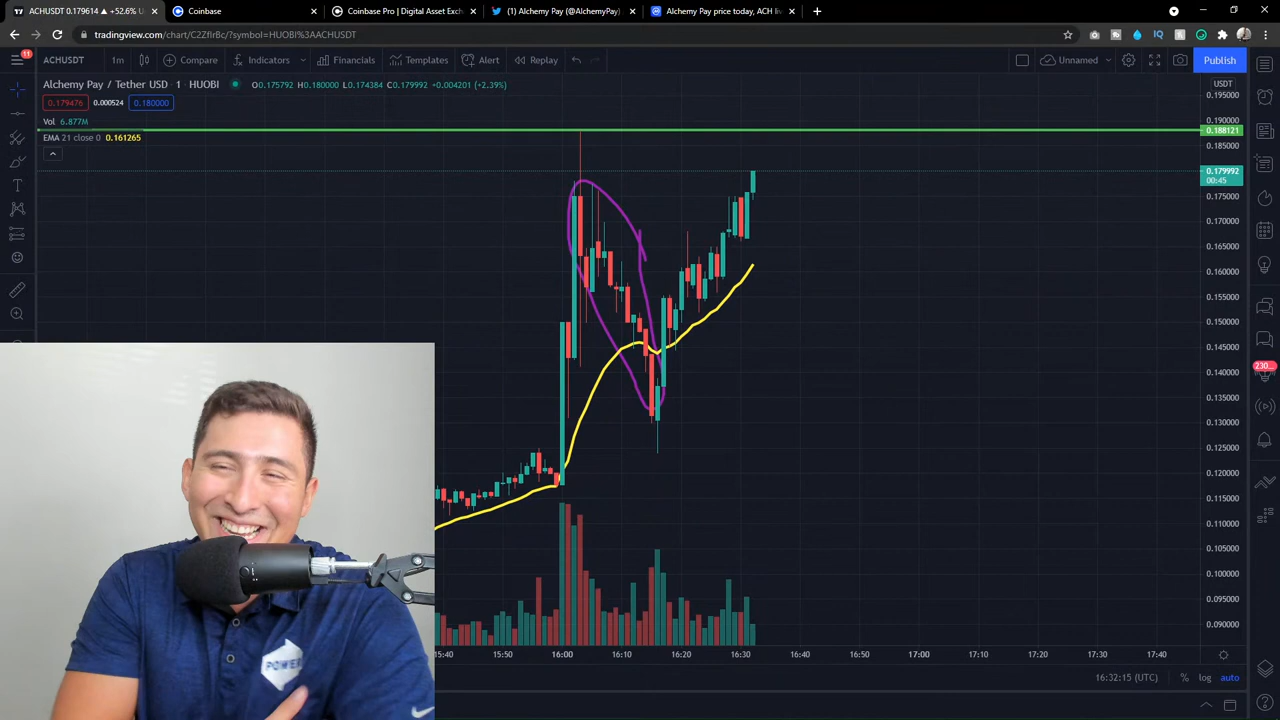 ACHUSDT 0.179614 ▲ +52.6% U
Coinbase
Coinbase Pro | Digital Asset Exch
(1) Alchemy Pay (@AlchemyPay)
Alchemy Pay price today, ACH liv
tradingview.com/chart/C2ZfIrBc/?symbol=HUOBI%3AACHUSDT
11
ACHUSDT
1m
Compare
Indicators
Financials
Templates
Alert
Replay
Unnamed
Publish
Alchemy Pay / Tether USD · 1 · HUOBI
O0.175792 H0.180000 L0.174384 C0.179992 +0.004201 (+2.39%)
0.179476 0.000524 0.180000
Vol 6.877M
EMA 21 close 0 0.161265
USDT
0.195000
0.190000
0.188121
0.185000
0.179992
00:45
0.175000
0.170000
0.165000
0.160000
0.155000
0.150000
0.145000
0.140000
0.135000
0.130000
0.125000
0.120000
0.115000
0.110000
0.105000
0.100000
0.095000
0.090000
230
POWER
15:40 15:50 16:00 16:10 16:20 16:30 16:40 16:50 17:00 17:10 17:20 17:30 17:40
16:32:15 (UTC) % log auto